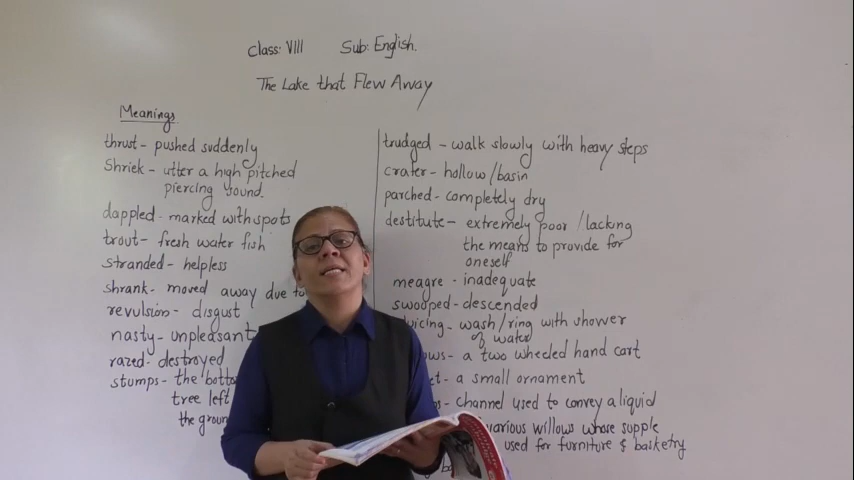 Class: VIII Sub: English.
The Lake that Flew Away
Meanings
thrust - pushed suddenly
Shriek - utter a high pitched
piercing sound.
dappled - marked with spots
trout - fresh water fish
stranded - helpless
shrank - moved away due to
revulsion - disgust
nasty - unpleasant
razed - destroyed
stumps - the
tree left
the
trudged - walk slowly with heavy steps
crater - hollow/basin
parched - completely dry
destitute - extremely poor /lacking
the means to provide for
oneself
meagre - inadequate
swooped - descended
wash/ring with shower
of water
a two wheeled hand cart
a small ornament
channel used to convey a liquid
various willows whose supple
used for furniture & basketry